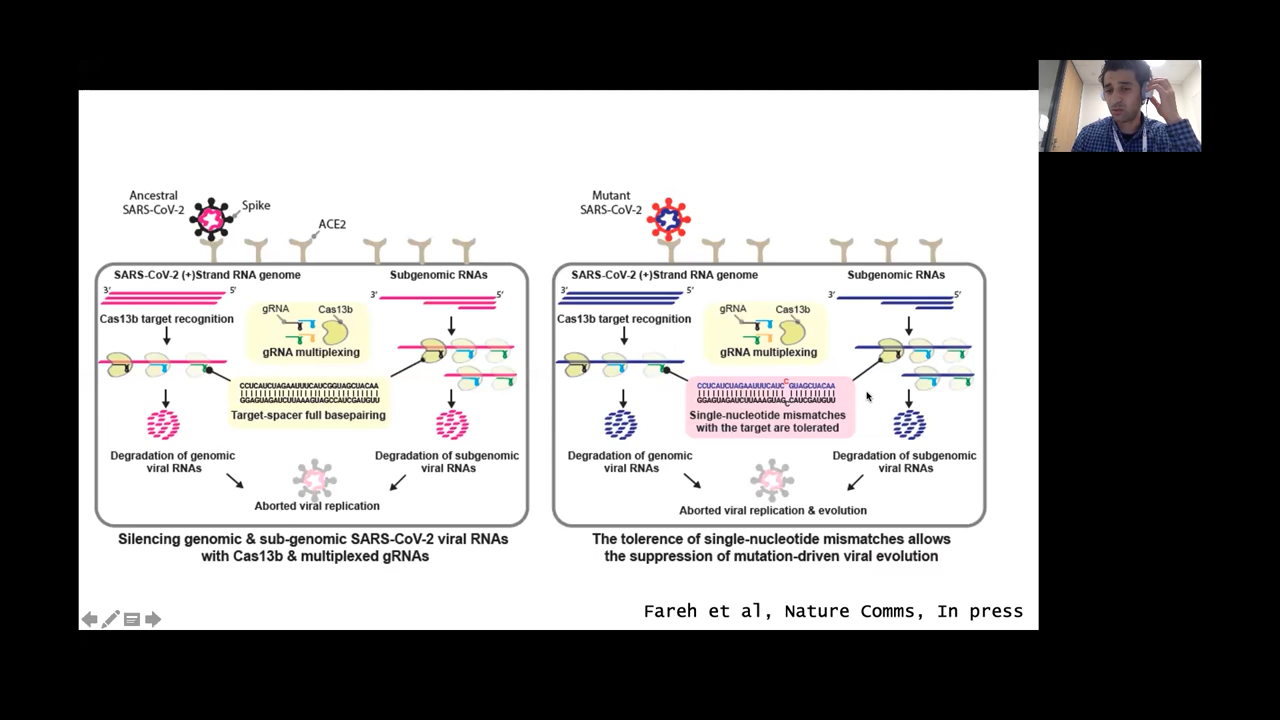 Ancestral
SARS-CoV-2
Spike
ACE2
SARS-CoV-2 (+)Strand RNA genome
Subgenomic RNAs
3′
5′
3′
5′
gRNA
Cas13b
Cas13b target recognition
gRNA multiplexing
CCUCAUCUAGAAUUUCAUCGGUAGCUACAA
GGAGUAGAUCUUAAAGUAGCCAUCGAUGUU
Target-spacer full basepairing
Degradation of genomic
viral RNAs
Degradation of subgenomic
viral RNAs
Aborted viral replication
Silencing genomic & sub-genomic SARS-CoV-2 viral RNAs
with Cas13b & multiplexed gRNAs
Mutant
SARS-CoV-2
SARS-CoV-2 (+)Strand RNA genome
Subgenomic RNAs
3′
5′
3′
5′
gRNA
Cas13b
Cas13b target recognition
gRNA multiplexing
CCUCAUCUAGAAUUUCAUC C GUAGCUACAA
GGAGUAGAUCUUAAAGUAG C CAUCGAUGUU
Single-nucleotide mismatches
with the target are tolerated
Degradation of genomic
viral RNAs
Degradation of subgenomic
viral RNAs
Aborted viral replication & evolution
The tolerence of single-nucleotide mismatches allows
the suppression of mutation-driven viral evolution
Fareh et al, Nature Comms, In press